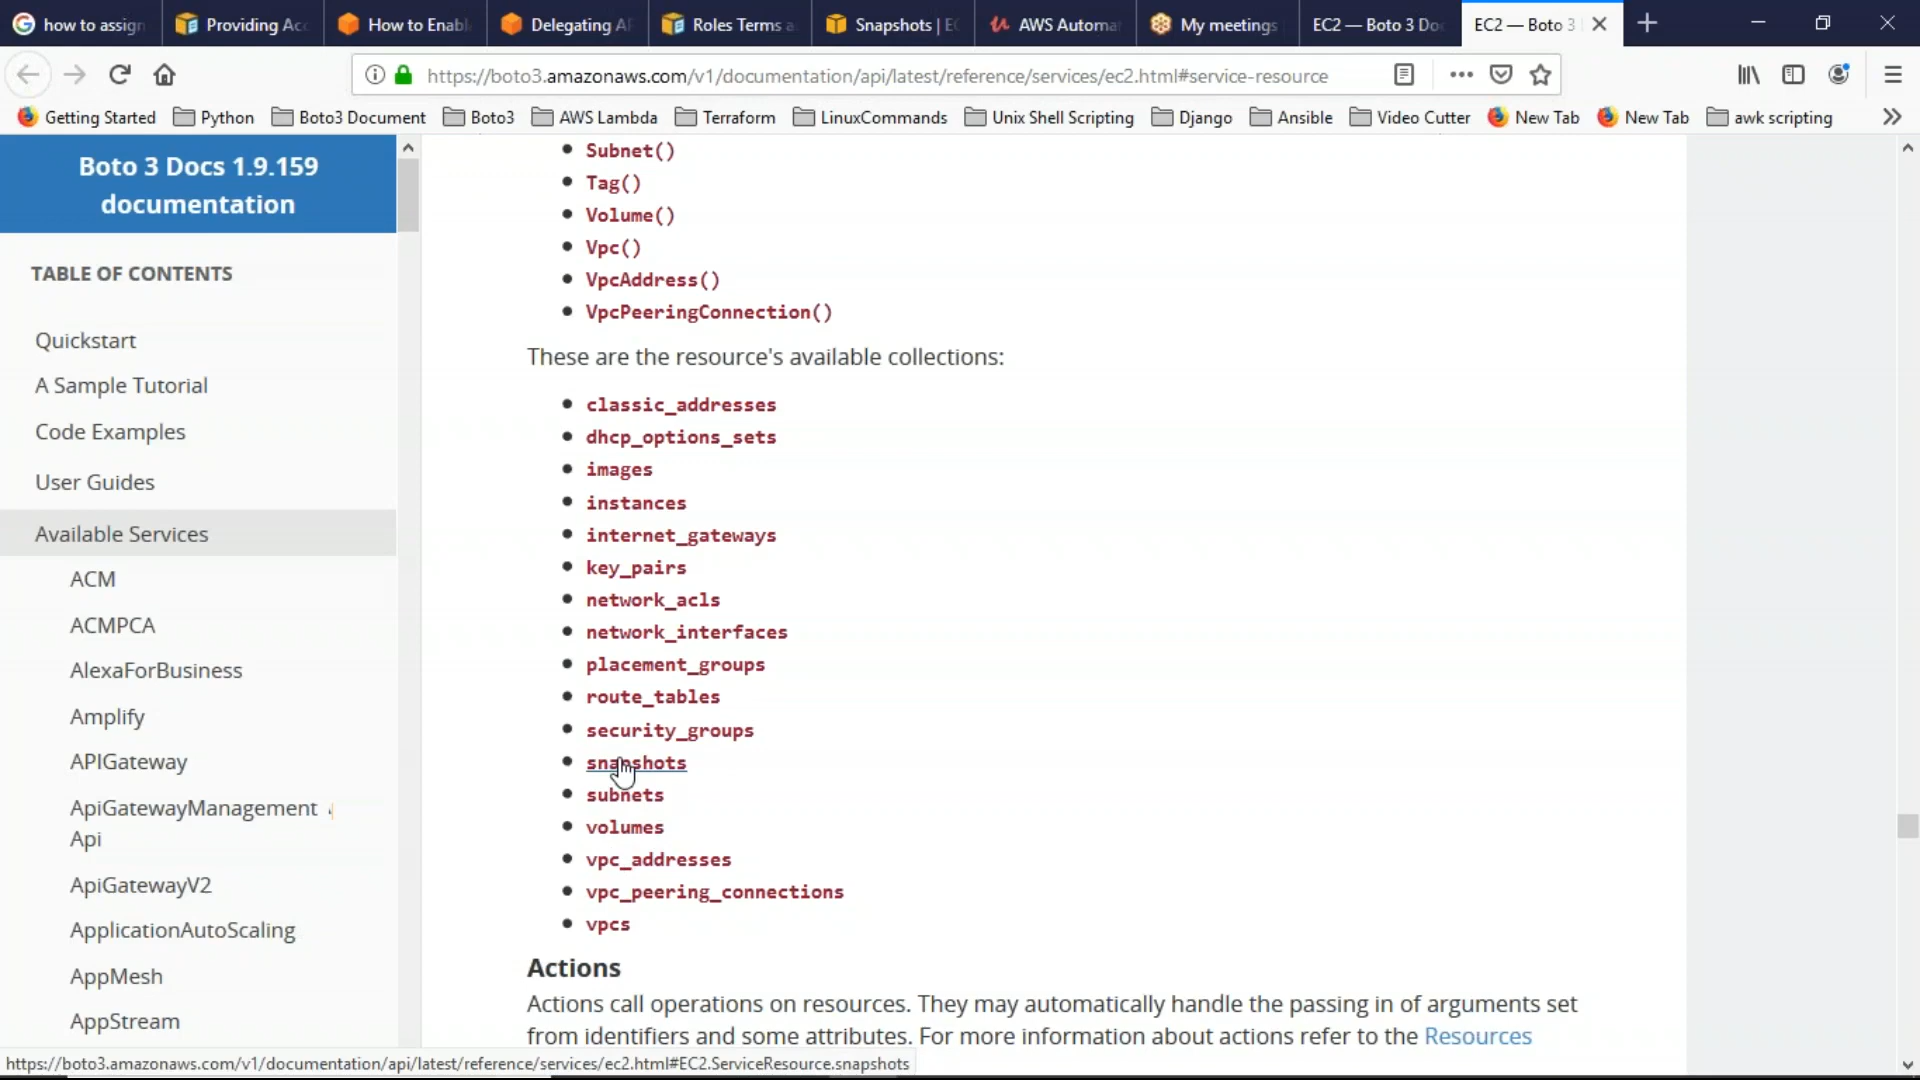 how to assign
Providing Acc
How to Enabl
Delegating A
Roles Terms a
Snapshots | E
AWS Automa
My meetings
EC2 — Boto 3 Do
EC2 — Boto 3
https://boto3.amazonaws.com/v1/documentation/api/latest/reference/services/ec2.html#service-resource
Getting Started
Python
Boto3 Document
Boto3
AWS Lambda
Terraform
LinuxCommands
Unix Shell Scripting
Django
Ansible
Video Cutter
New Tab
New Tab
awk scripting
Boto 3 Docs 1.9.159
documentation
TABLE OF CONTENTS
Quickstart
A Sample Tutorial
Code Examples
User Guides
Available Services
ACM
ACMPCA
AlexaForBusiness
Amplify
APIGateway
ApiGatewayManagement
Api
ApiGatewayV2
ApplicationAutoScaling
AppMesh
AppStream
Subnet()
Tag()
Volume()
Vpc()
VpcAddress()
VpcPeeringConnection()
These are the resource's available collections:
classic_addresses
dhcp_options_sets
images
instances
internet_gateways
key_pairs
network_acls
network_interfaces
placement_groups
route_tables
security_groups
snapshots
subnets
volumes
vpc_addresses
vpc_peering_connections
vpcs
Actions
Actions call operations on resources. They may automatically handle the passing in of arguments set
from identifiers and some attributes. For more information about actions refer to the Resources
https://boto3.amazonaws.com/v1/documentation/api/latest/reference/services/ec2.html#EC2.ServiceResource.snapshots